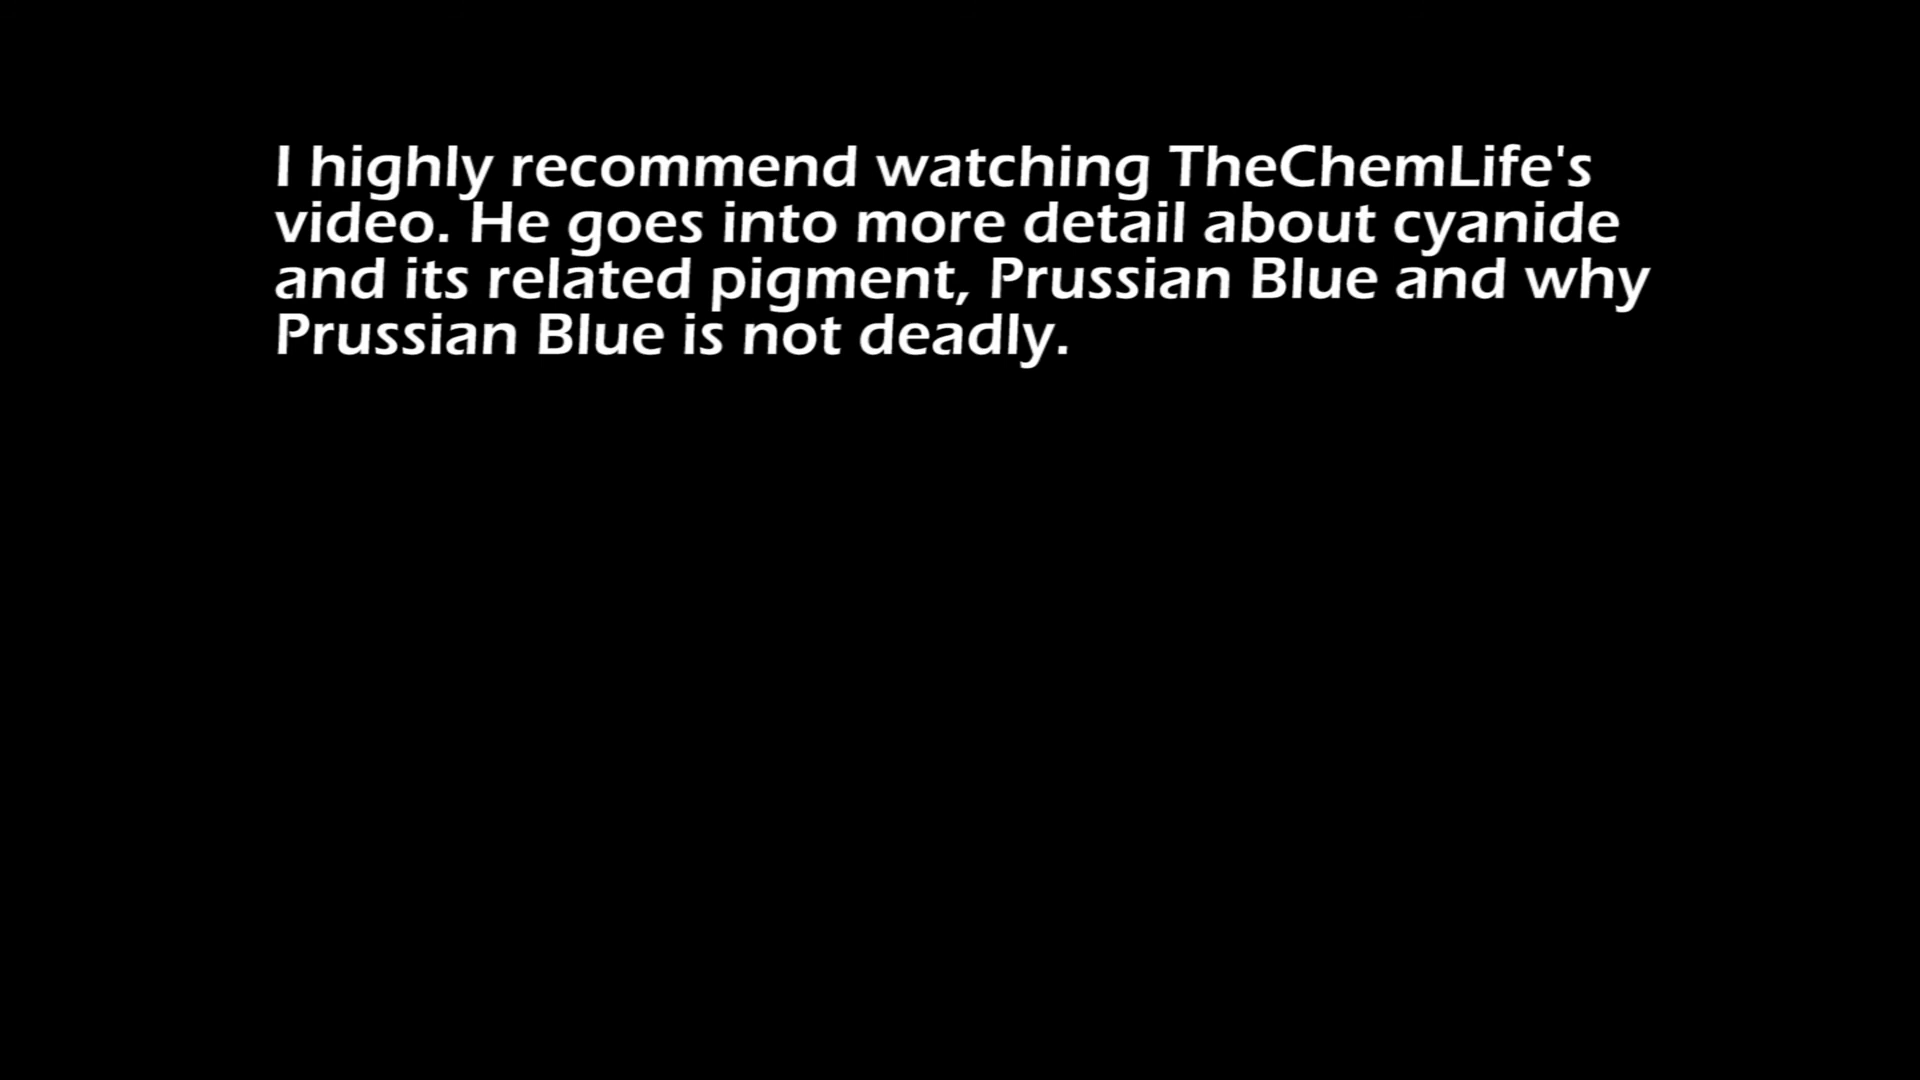 I highly recommend watching TheChemLife's
video. He goes into more detail about cyanide
and its related pigment, Prussian Blue and why
Prussian Blue is not deadly.